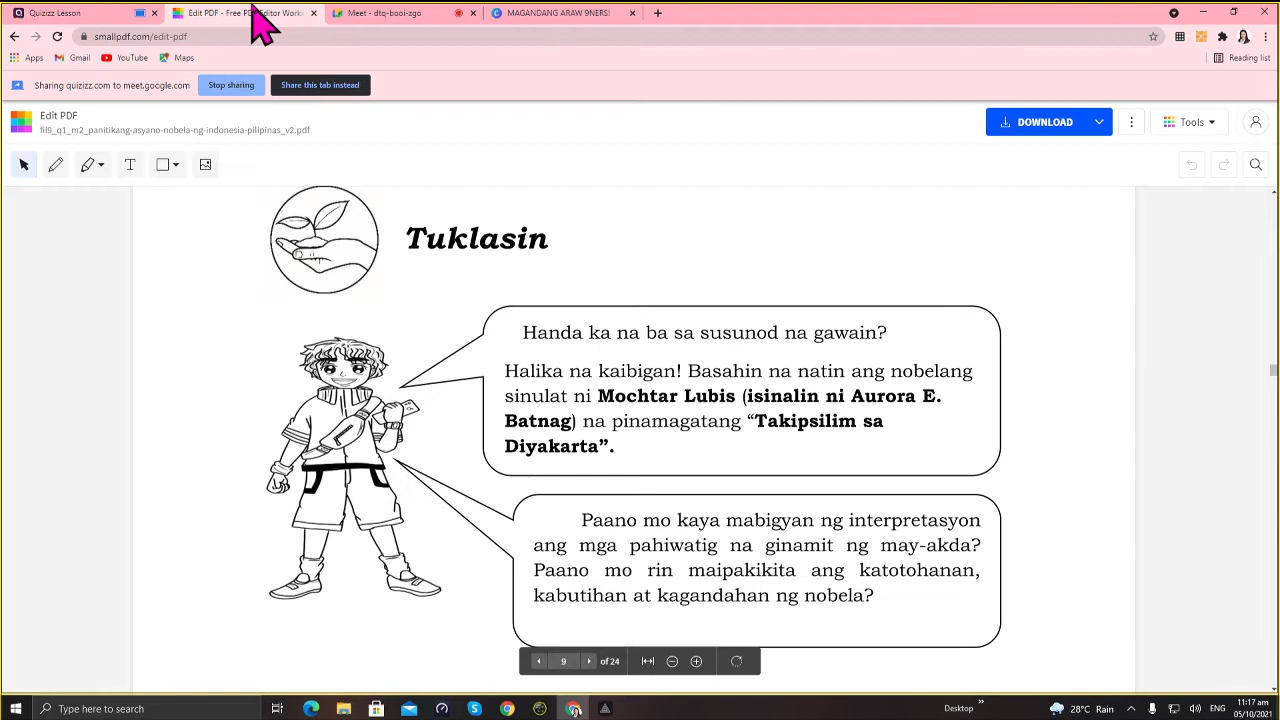 Quizizz Lesson
Edit PDF - Free PDF Editor Worki
Meet - dtq-booi-zgo
MAGANDANG ARAW 9NERS!
smallpdf.com/edit-pdf
Apps
Gmail
YouTube
Maps
Reading list
Sharing quizizz.com to meet.google.com
Stop sharing
Share this tab instead
Edit PDF
fil9_q1_m2_panitikang-asyano-nobela-ng-indonesia-pilipinas_v2.pdf
DOWNLOAD
Tools
T
Tuklasin
Handa ka na ba sa susunod na gawain?
Halika na kaibigan! Basahin na natin ang nobelang
sinulat ni Mochtar Lubis (isinalin ni Aurora E.
Batnag) na pinamagatang “Takipsilim sa
Diyakarta”.
Paano mo kaya mabigyan ng interpretasyon
ang mga pahiwatig na ginamit ng may-akda?
Paano mo rin maipakikita ang katotohanan,
kabutihan at kagandahan ng nobela?
9 of 24
Type here to search
Desktop
28°C Rain
11:17 am
05/10/2021